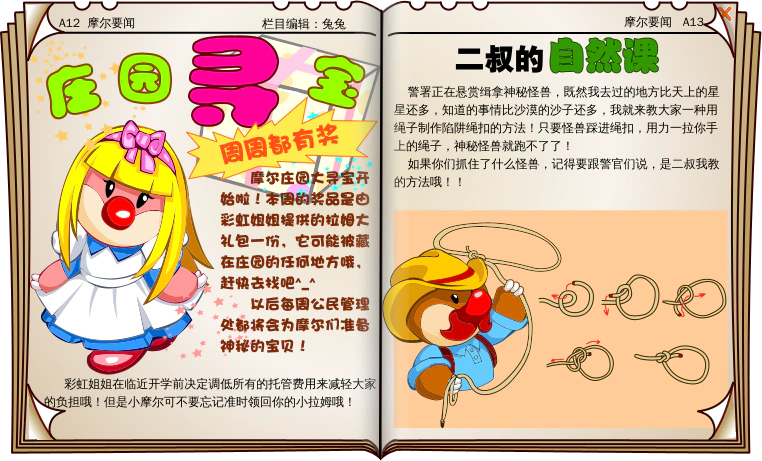 A12 摩尔要闻
栏目编辑：兔兔
庄园寻宝
周周都有奖
摩尔庄园大寻宝开
始啦！本周的奖品是由
彩虹姐姐提供的拉姆大
礼包一份，它可能被藏
在庄园的任何地方哦，
赶快去找吧^_^
以后每周公民管理
处都将会为摩尔们准备
神秘的宝贝！
彩虹姐姐在临近开学前决定调低所有的托管费用来减轻大家
的负担哦！但是小摩尔可不要忘记准时领回你的小拉姆哦！
摩尔要闻 A13
二叔的自然课
警署正在悬赏缉拿神秘怪兽，既然我去过的地方比天上的星
星还多，知道的事情比沙漠的沙子还多，我就来教大家一种用
绳子制作陷阱绳扣的方法！只要怪兽踩进绳扣，用力一拉你手
上的绳子，神秘怪兽就跑不了了！
如果你们抓住了什么怪兽，记得要跟警官们说，是二叔我教
的方法哦！！